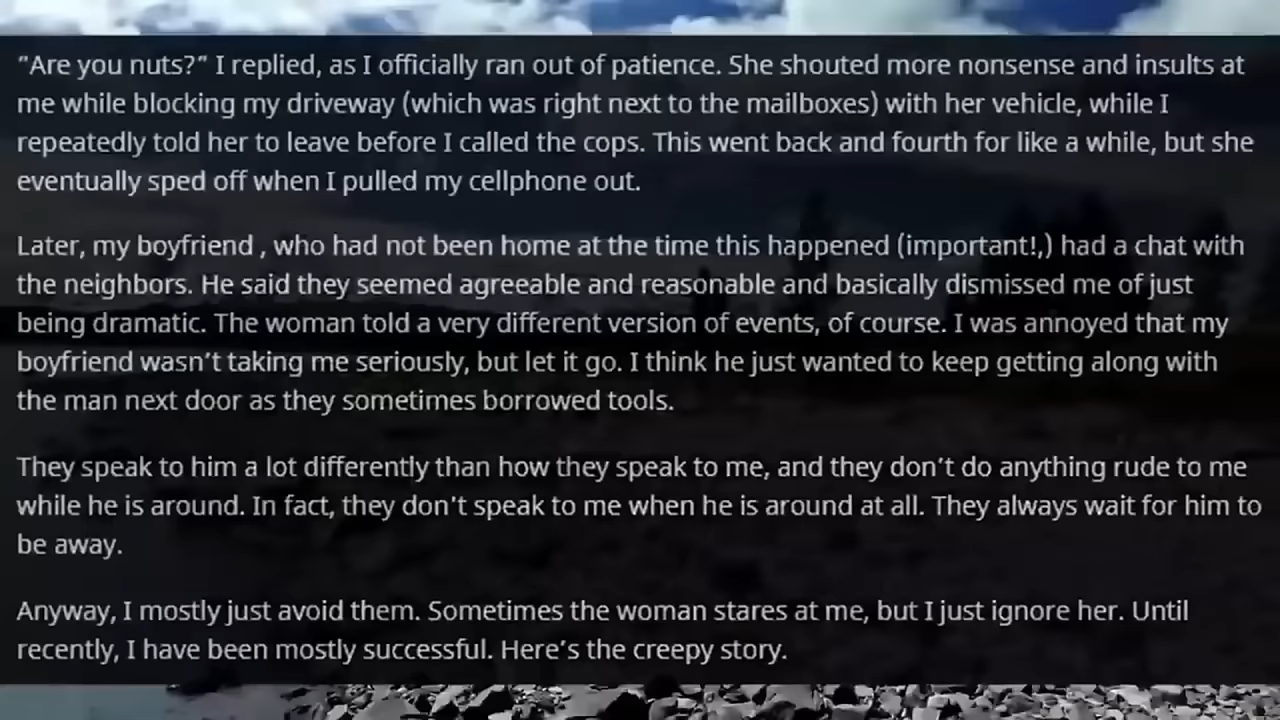 "Are you nuts?" I replied, as I officially ran out of patience. She shouted more nonsense and insults at
me while blocking my driveway (which was right next to the mailboxes) with her vehicle, while I
repeatedly told her to leave before I called the cops. This went back and fourth for like a while, but she
eventually sped off when I pulled my cellphone out.
Later, my boyfriend , who had not been home at the time this happened (important!,) had a chat with
the neighbors. He said they seemed agreeable and reasonable and basically dismissed me of just
being dramatic. The woman told a very different version of events, of course. I was annoyed that my
boyfriend wasn't taking me seriously, but let it go. I think he just wanted to keep getting along with
the man next door as they sometimes borrowed tools.
They speak to him a lot differently than how they speak to me, and they don't do anything rude to me
while he is around. In fact, they don't speak to me when he is around at all. They always wait for him to
be away.
Anyway, I mostly just avoid them. Sometimes the woman stares at me, but I just ignore her. Until
recently, I have been mostly successful. Here's the creepy story.